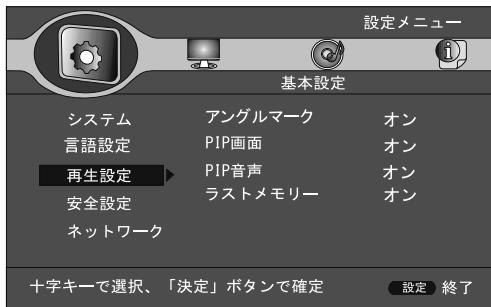 設定メニュー
基本設定
システム
言語設定
再生設定
安全設定
ネットワーク
アングルマーク オン
PIP画面 オン
PIP音声 オン
ラストメモリー オン
十字キーで選択、「決定」ボタンで確定
設定 終了